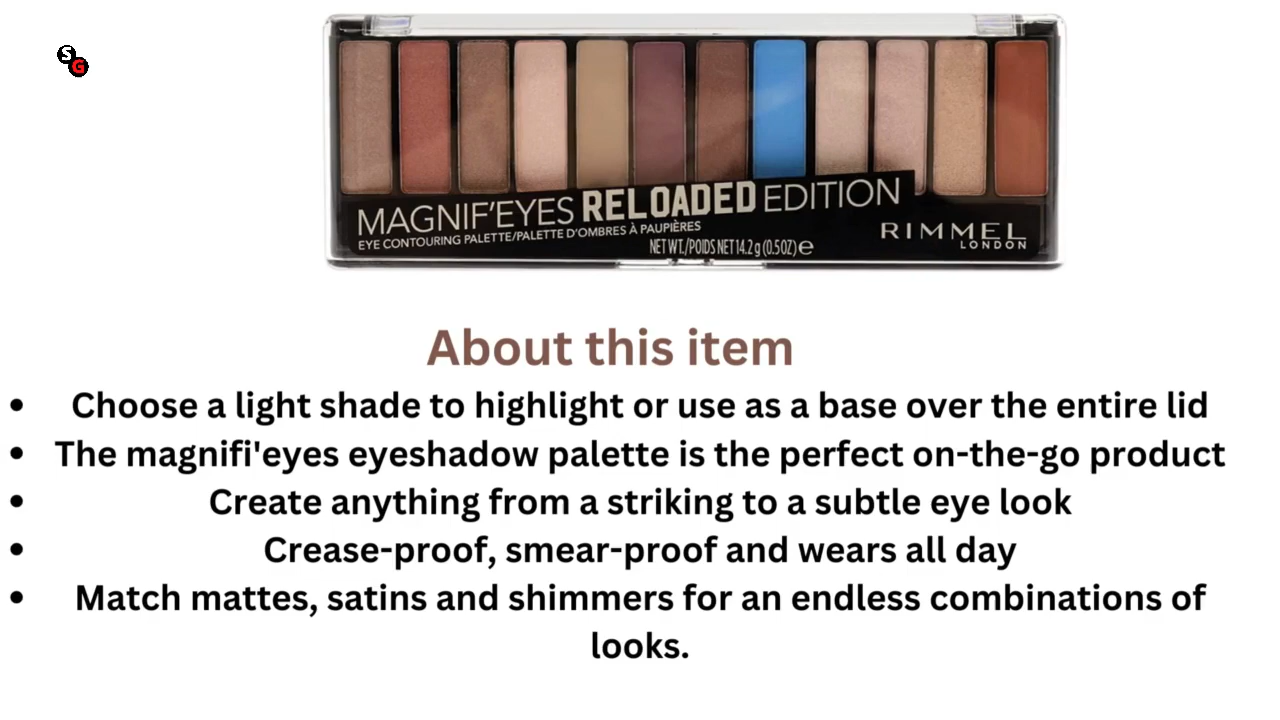 S
G
MAGNIF'EYES RELOADED EDITION
EYE CONTOURING PALETTE/PALETTE D'OMBRES À PAUPIÈRES
NET WT./POIDS NET 14.2 g (0.5OZ) e
RIMMEL
LONDON
About this item
• Choose a light shade to highlight or use as a base over the entire lid
• The magnifi'eyes eyeshadow palette is the perfect on-the-go product
• Create anything from a striking to a subtle eye look
• Crease-proof, smear-proof and wears all day
• Match mattes, satins and shimmers for an endless combinations of
looks.